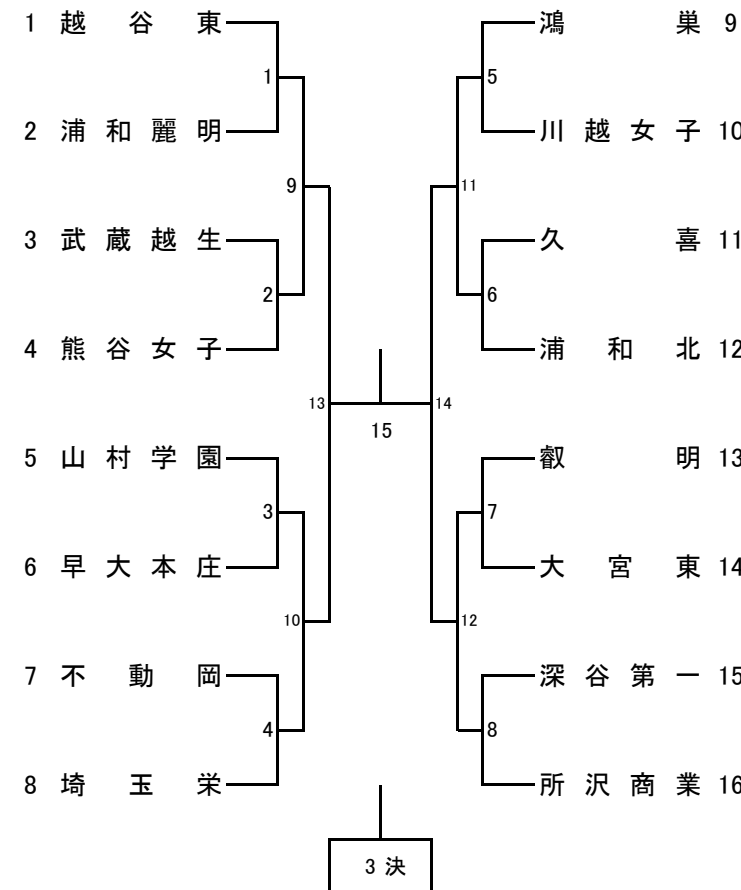 1 越谷東 鴻巣 9
1 5
2 浦和麗明 川越女子 10
9 11
3 武蔵越生 久喜 11
2 6
4 熊谷女子 浦和北 12
13 14
15
5 山村学園 叡明 13
3 7
6 早大本庄 大宮東 14
10 12
7 不動岡 深谷第一 15
4 8
8 埼玉栄 所沢商業 16
3決